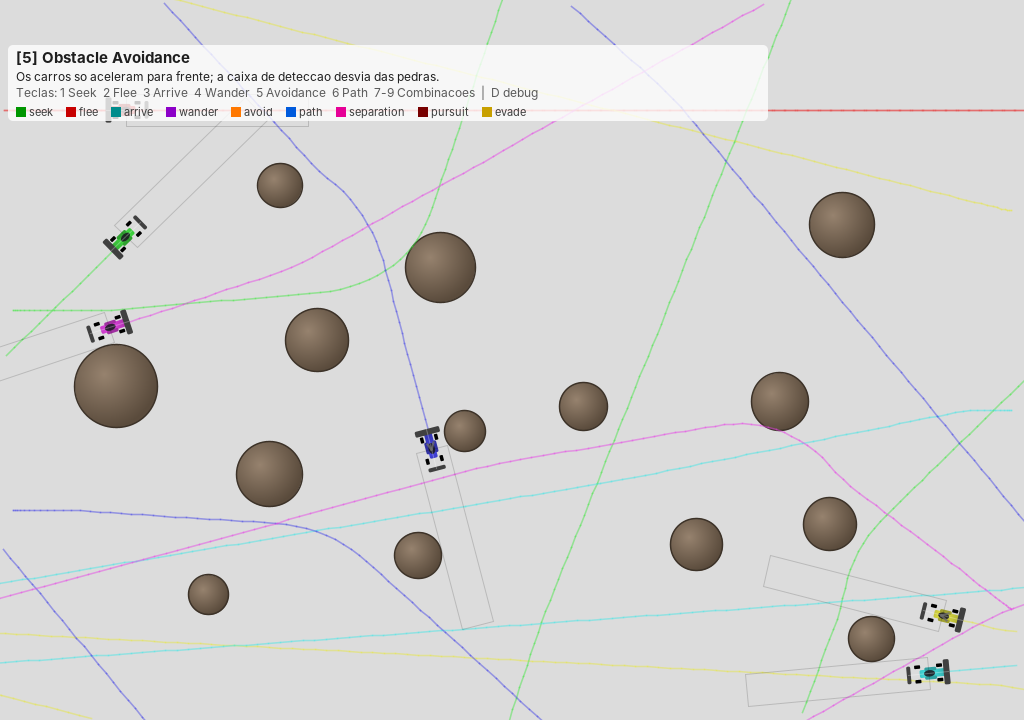 [5] Obstacle Avoidance
Os carros so aceleram para frente; a caixa de deteccao desvia das pedras.
Teclas: 1 Seek  2 Flee  3 Arrive  4 Wander  5 Avoidance  6 Path  7-9 Combinacoes  |  D debug
seek  flee  arrive  wander  avoid  path  separation  pursuit  evade